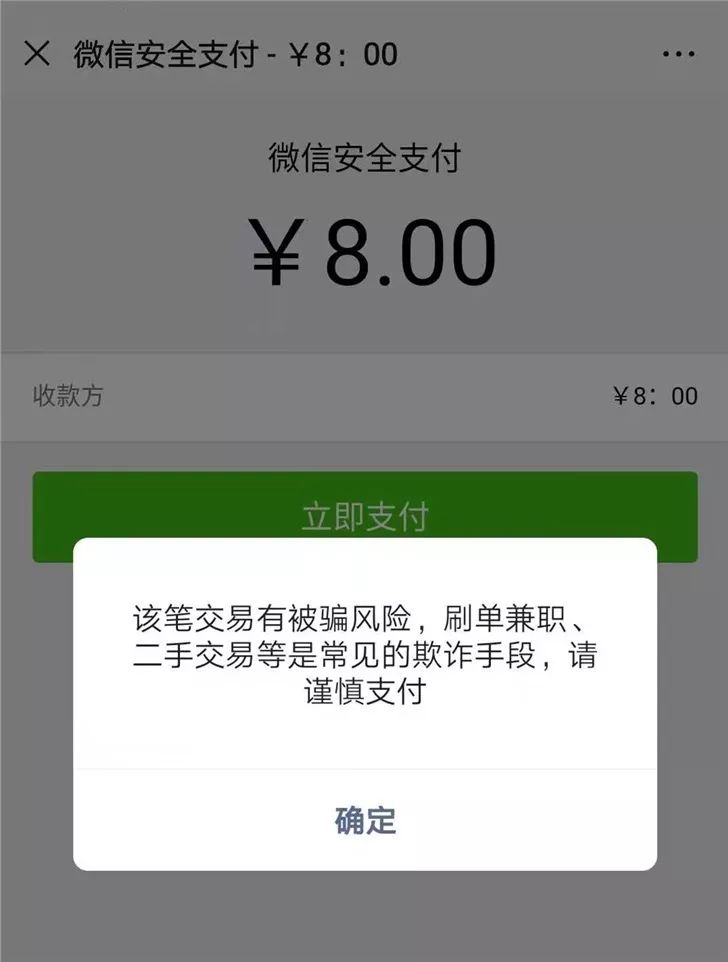 微信安全支付 - ¥8：00
微信安全支付
¥8.00
收款方 ¥8：00
立即支付
该笔交易有被骗风险，刷单兼职、
二手交易等是常见的欺诈手段，请
谨慎支付
确定